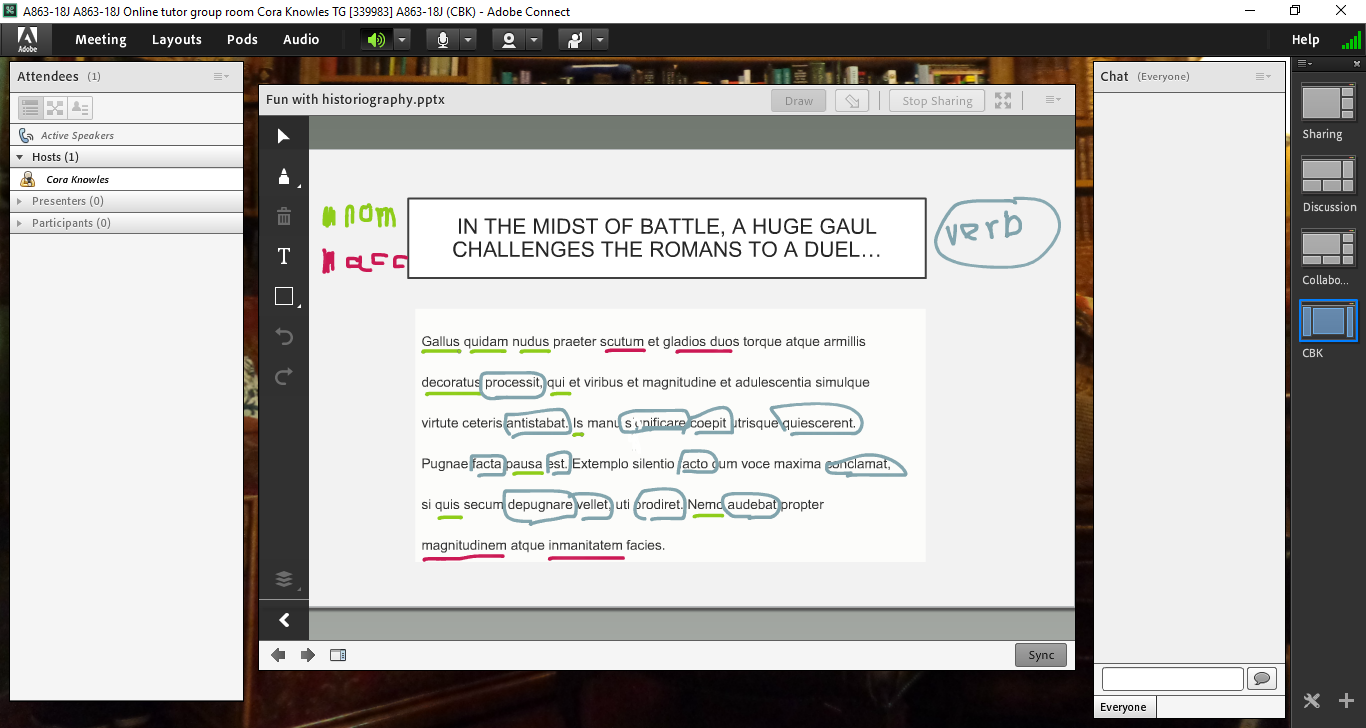 A863-18J A863-18J Online tutor group room Cora Knowles TG [339983] A863-18J (CBK) - Adobe Connect
Adobe
Meeting
Layouts
Pods
Audio
Help
Attendees (1)
Active Speakers
Hosts (1)
Cora Knowles
Presenters (0)
Participants (0)
Fun with historiography.pptx
Draw
Stop Sharing
T
nom
acc
IN THE MIDST OF BATTLE, A HUGE GAUL
CHALLENGES THE ROMANS TO A DUEL…
verb
Gallus quidam nudus praeter scutum et gladios duos torque atque armillis
decoratus processit, qui et viribus et magnitudine et adulescentia simulque
virtute ceteris antistabat. Is manu significare coepit utrisque quiescerent.
Pugnae facta pausa est. Extemplo silentio facto cum voce maxima conclamat,
si quis secum depugnare vellet, uti prodiret. Nemo audebat propter
magnitudinem atque inmanitatem facies.
Sync
Chat (Everyone)
Everyone
Sharing
Discussion
Collabo...
CBK